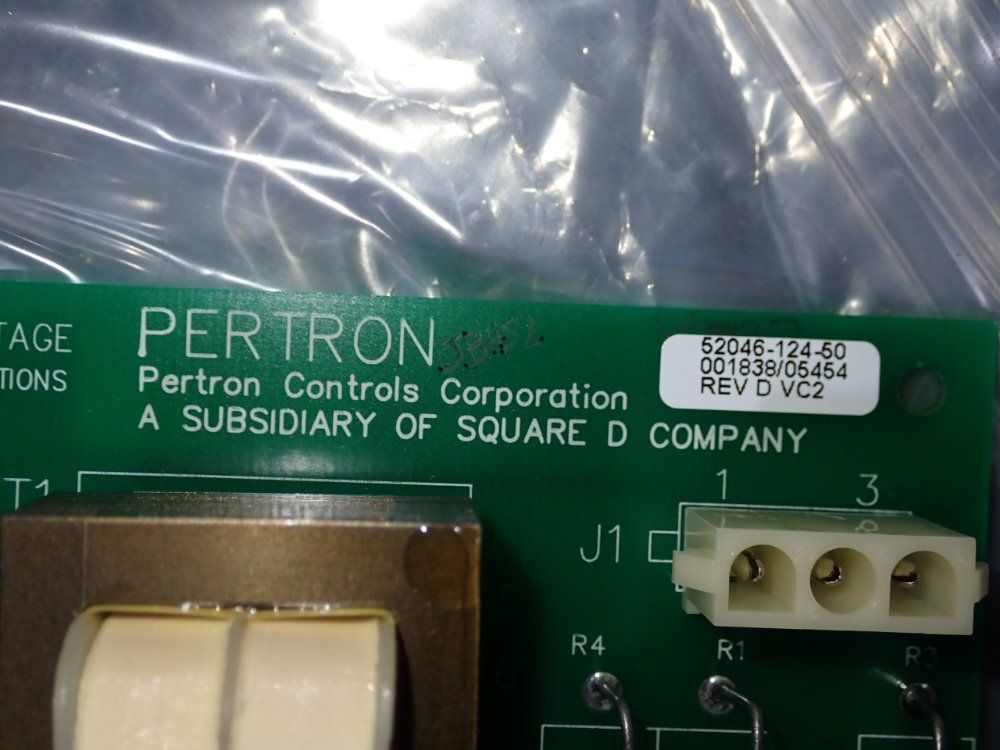 TAGE
TIONS
PERTRON
Pertron Controls Corporation
A SUBSIDIARY OF SQUARE D COMPANY
52046-124-50
001838/05454
REV D VC2
T1
1 3
J1
R4 R1 R3